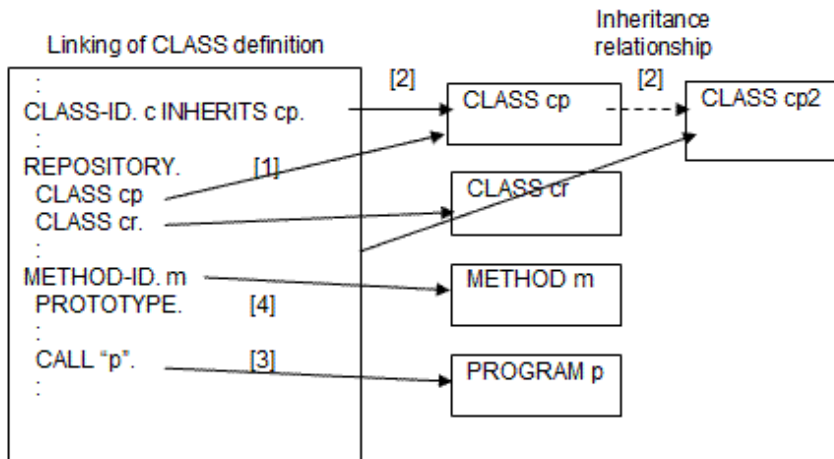 Inheritance
relationship
Linking of CLASS definition
:
CLASS-ID. c INHERITS cp.
:
REPOSITORY. [1]
CLASS cp
CLASS cr.
:
METHOD-ID. m
PROTOTYPE. [4]
:
CALL “p”. [3]
:
[2]
CLASS cp
[2]
CLASS cp2
CLASS cr
METHOD m
PROGRAM p